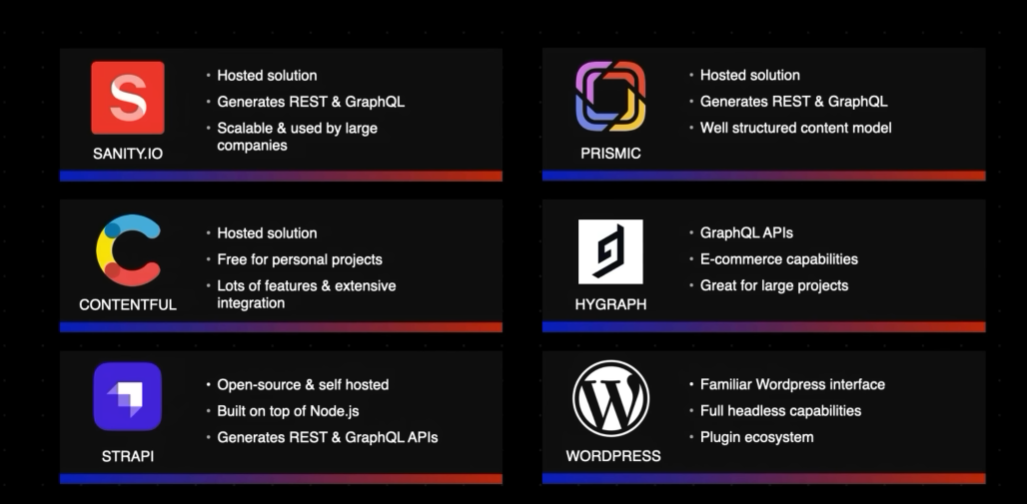 SANITY.IO
• Hosted solution
• Generates REST & GraphQL
• Scalable & used by large
companies
PRISMIC
• Hosted solution
• Generates REST & GraphQL
• Well structured content model
CONTENTFUL
• Hosted solution
• Free for personal projects
• Lots of features & extensive
integration
HYGRAPH
• GraphQL APIs
• E-commerce capabilities
• Great for large projects
STRAPI
• Open-source & self hosted
• Built on top of Node.js
• Generates REST & GraphQL APIs
WORDPRESS
• Familiar Wordpress interface
• Full headless capabilities
• Plugin ecosystem